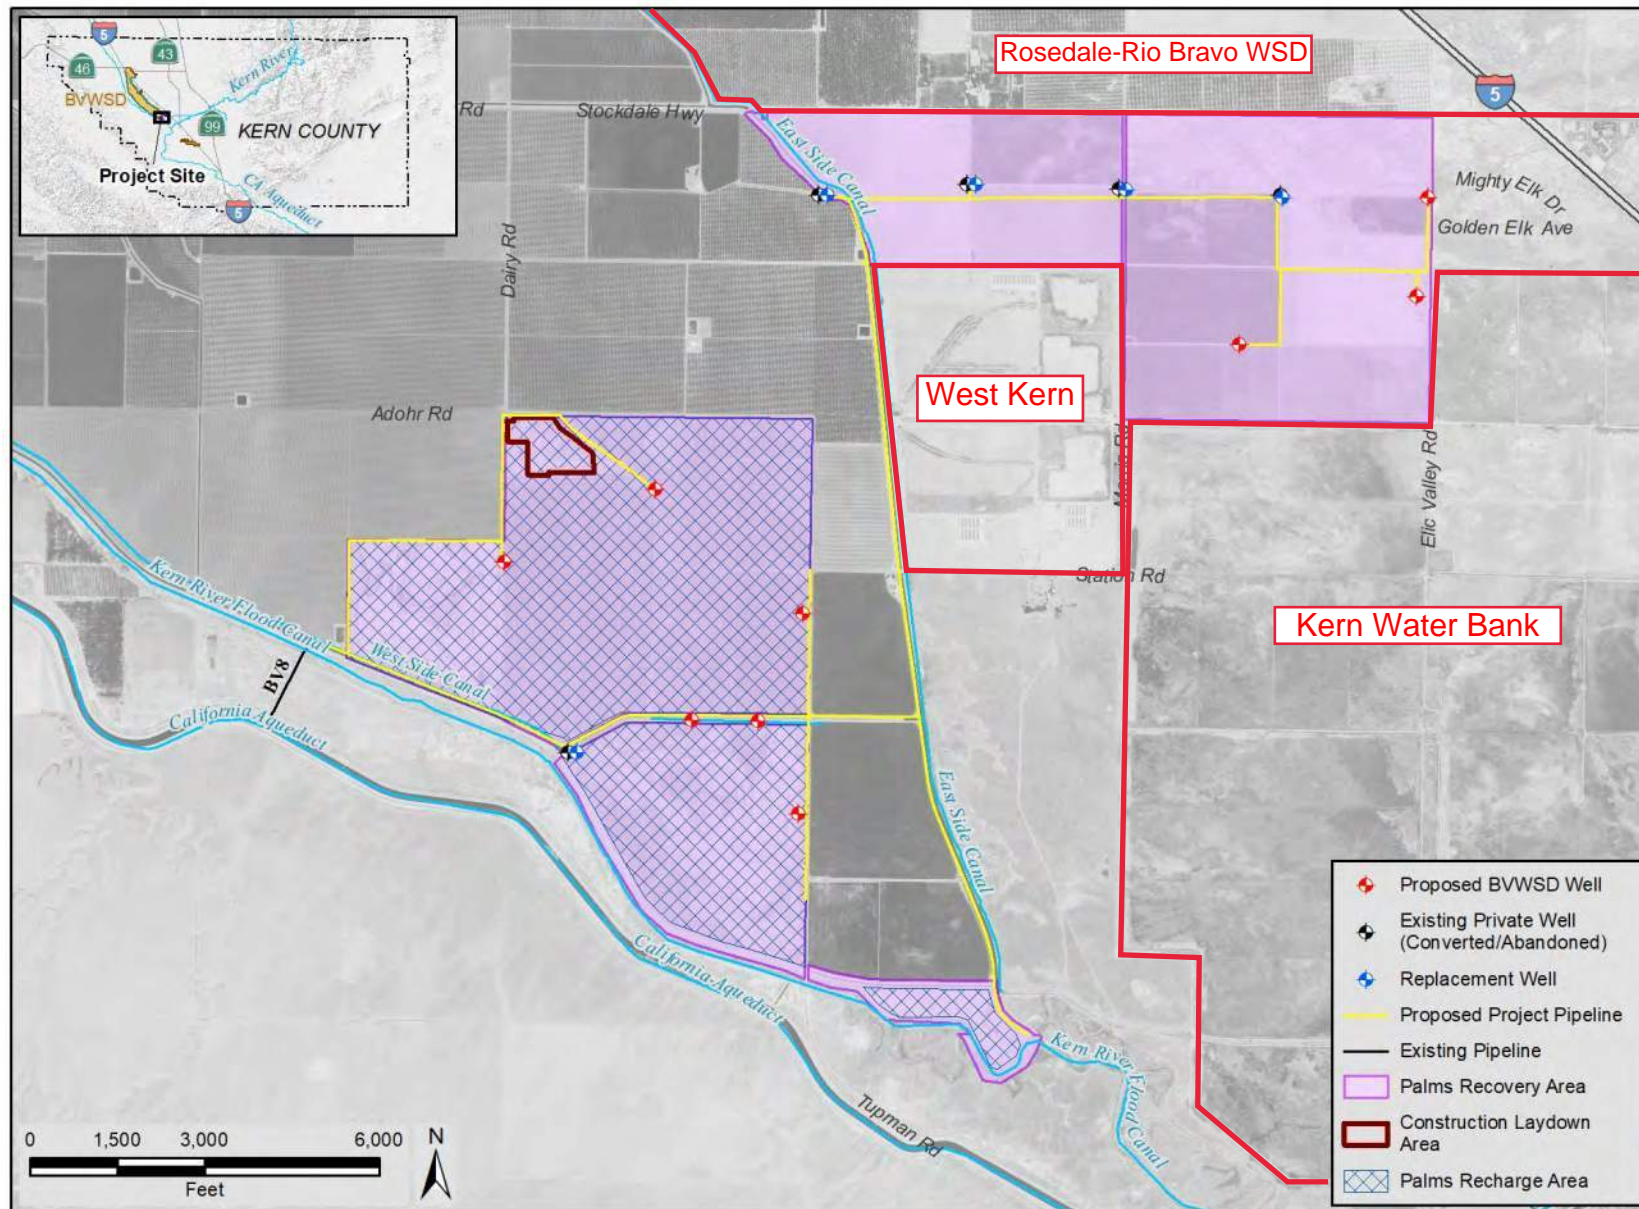 5
43
46
Kern River
BVWSD
99
KERN COUNTY
Project Site
CA Aqueduct
5
Rosedale-Rio Bravo WSD
5
Rd
Stockdale Hwy
East Side Canal
Mighty Elk Dr
Golden Elk Ave
Dairy Rd
West Kern
Adohr Rd
Elic Valley Rd
Station Rd
Kern River Flood Canal
West Side Canal
BV8
California Aqueduct
Kern Water Bank
East Side Canal
California Aqueduct
Kern River Flood Canal
Tupman Rd
Proposed BVWSD Well
Existing Private Well
(Converted/Abandoned)
Replacement Well
Proposed Project Pipeline
Existing Pipeline
Palms Recovery Area
Construction Laydown
Area
Palms Recharge Area
0 1,500 3,000 6,000
Feet
N